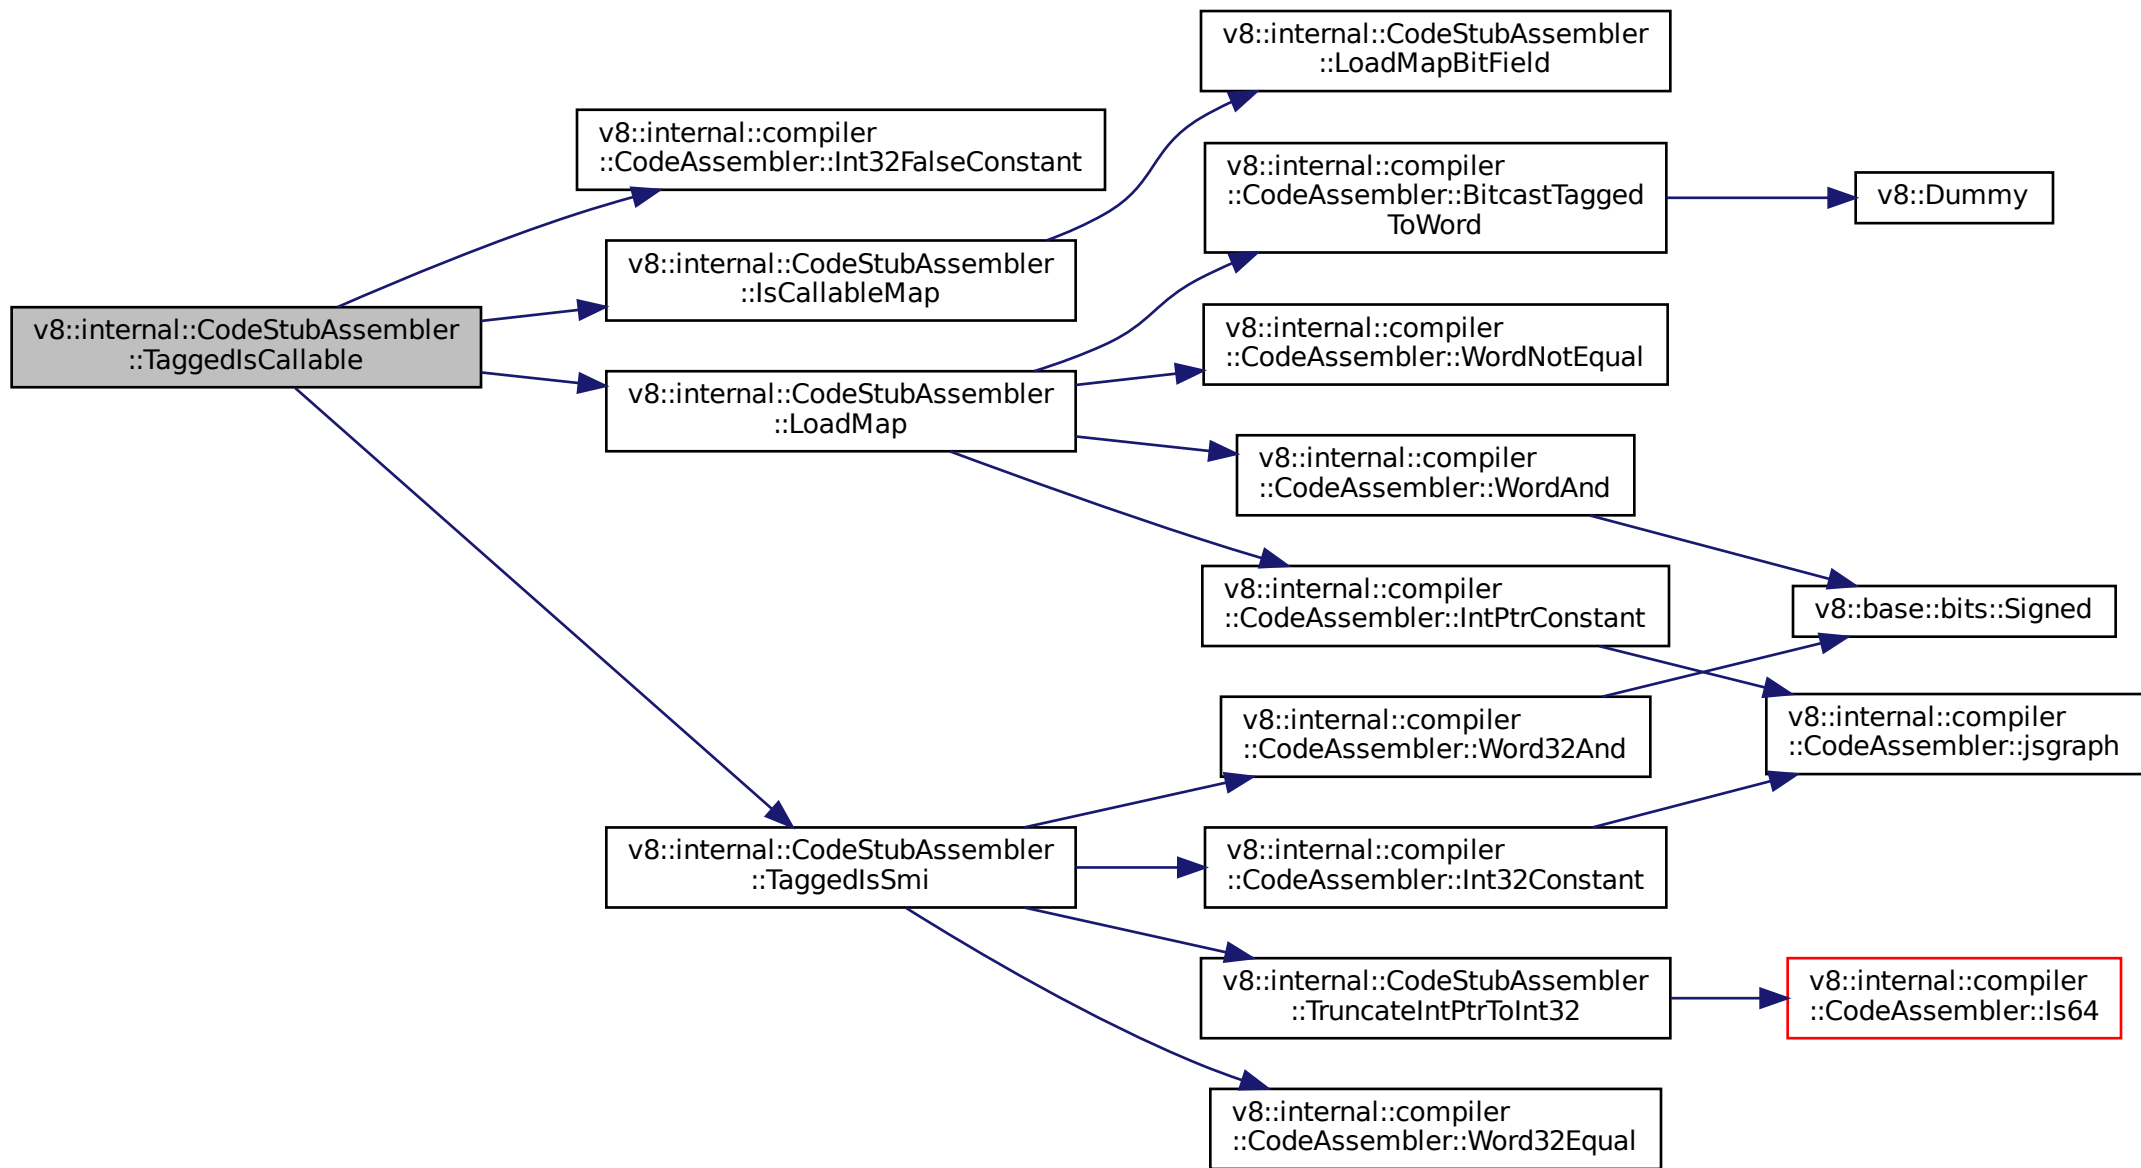 v8::internal::CodeStubAssembler
::TaggedIsCallable
v8::internal::compiler
::CodeAssembler::Int32FalseConstant
v8::internal::CodeStubAssembler
::IsCallableMap
v8::internal::CodeStubAssembler
::LoadMap
v8::internal::CodeStubAssembler
::TaggedIsSmi
v8::internal::CodeStubAssembler
::LoadMapBitField
v8::internal::compiler
::CodeAssembler::BitcastTagged
ToWord
v8::internal::compiler
::CodeAssembler::WordNotEqual
v8::internal::compiler
::CodeAssembler::WordAnd
v8::internal::compiler
::CodeAssembler::IntPtrConstant
v8::internal::compiler
::CodeAssembler::Word32And
v8::internal::compiler
::CodeAssembler::Int32Constant
v8::internal::CodeStubAssembler
::TruncateIntPtrToInt32
v8::internal::compiler
::CodeAssembler::Word32Equal
v8::Dummy
v8::base::bits::Signed
v8::internal::compiler
::CodeAssembler::jsgraph
v8::internal::compiler
::CodeAssembler::Is64